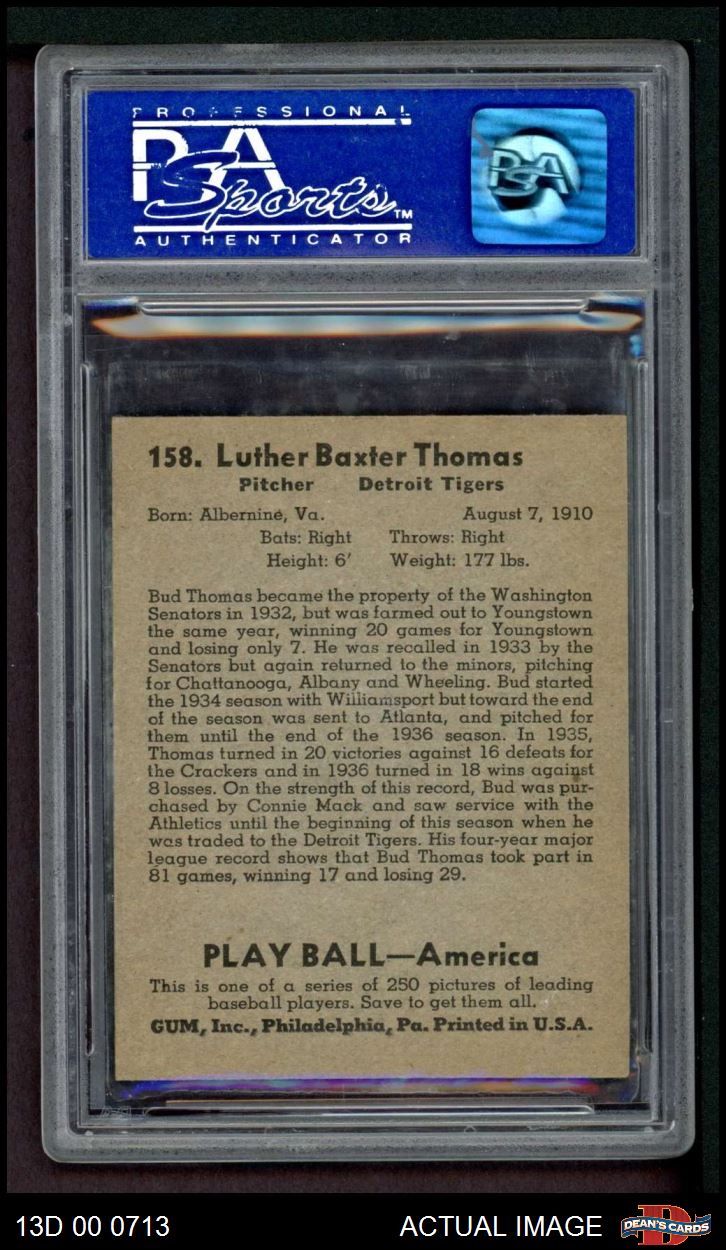 PROFESSIONAL
PSA
Sports™
AUTHENTICATOR
PSA
158. Luther Baxter Thomas
Pitcher Detroit Tigers
Born: Albernine, Va. August 7, 1910
Bats: Right Throws: Right
Height: 6′ Weight: 177 lbs.
Bud Thomas became the property of the Washington
Senators in 1932, but was farmed out to Youngstown
the same year, winning 20 games for Youngstown
and losing only 7. He was recalled in 1933 by the
Senators but again returned to the minors, pitching
for Chattanooga, Albany and Wheeling. Bud started
the 1934 season with Williamsport but toward the end
of the season was sent to Atlanta, and pitched for
them until the end of the 1936 season. In 1935,
Thomas turned in 20 victories against 16 defeats for
the Crackers and in 1936 turned in 18 wins against
8 losses. On the strength of this record, Bud was pur-
chased by Connie Mack and saw service with the
Athletics until the beginning of this season when he
was traded to the Detroit Tigers. His four-year major
league record shows that Bud Thomas took part in
81 games, winning 17 and losing 29.
PLAY BALL—America
This is one of a series of 250 pictures of leading
baseball players. Save to get them all.
GUM, Inc., Philadelphia, Pa. Printed in U.S.A.
13D 00 0713 ACTUAL IMAGE DEAN'S CARDS